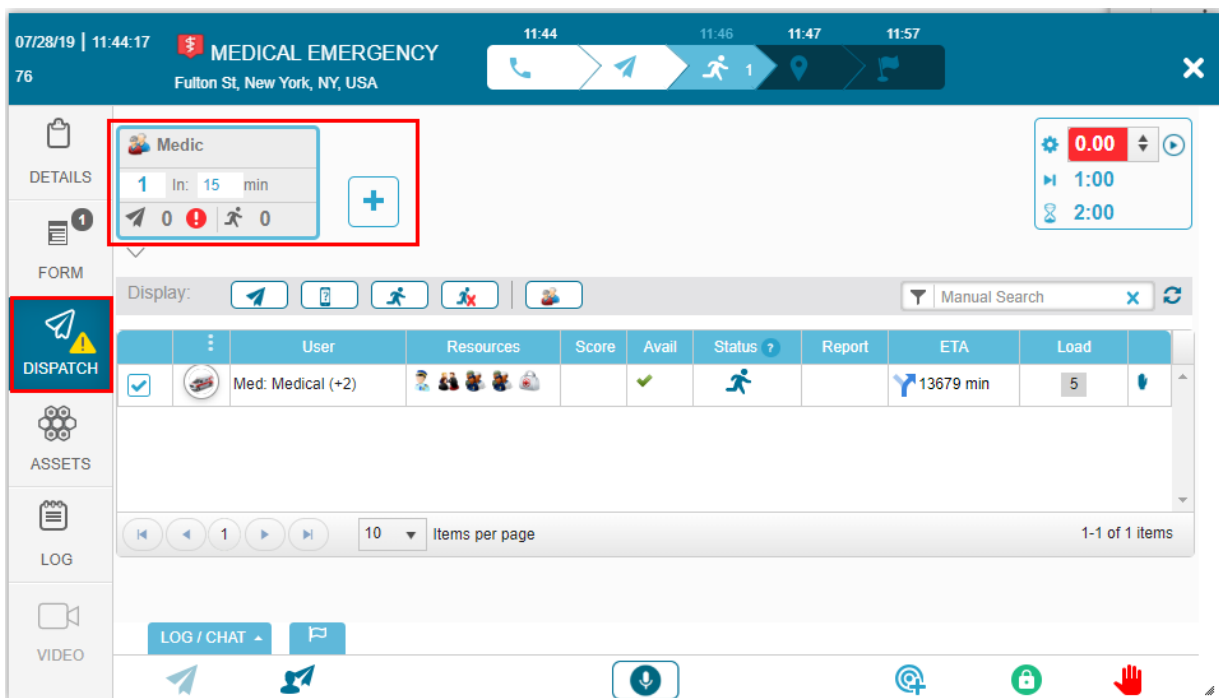 07/28/19 11:44:17
76
MEDICAL EMERGENCY
Fulton St, New York, NY, USA
11:44
11:46
11:47
11:57
1
DETAILS
1
FORM
DISPATCH
ASSETS
LOG
VIDEO
Medic
1 In: 15 min
0 0
0.00
1:00
2:00
Display:
Manual Search
User Resources Score Avail Status ? Report ETA Load
Med: Medical (+2) 13679 min 5
1 10 Items per page 1-1 of 1 items
LOG / CHAT